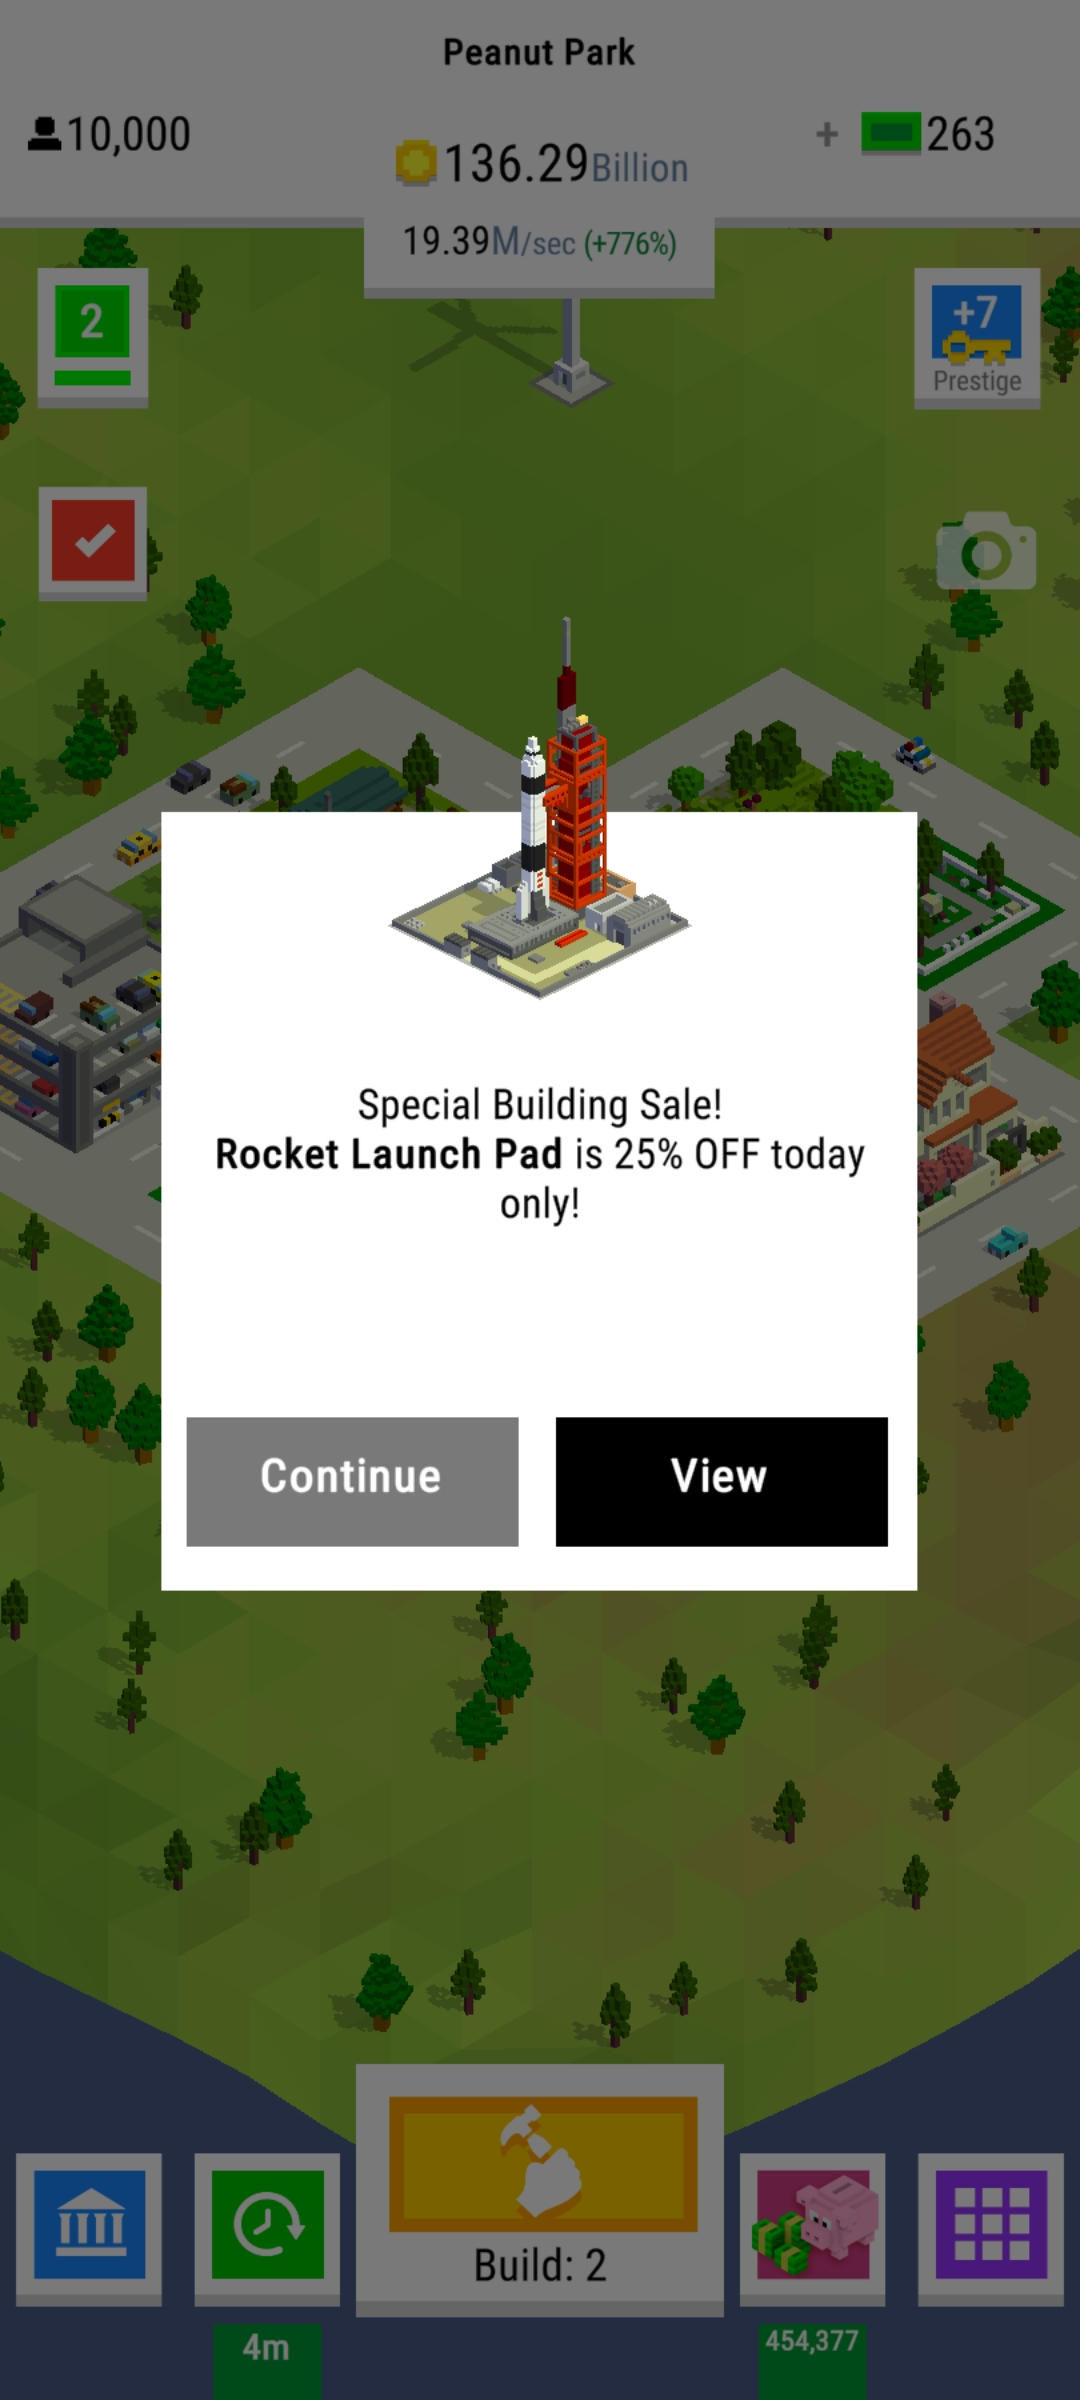 Peanut Park
10,000
136.29Billion
+ 263
19.39M/sec (+776%)
2
+7
Prestige
Special Building Sale!
Rocket Launch Pad is 25% OFF today
only!
Continue
View
Build: 2
4m
454,377